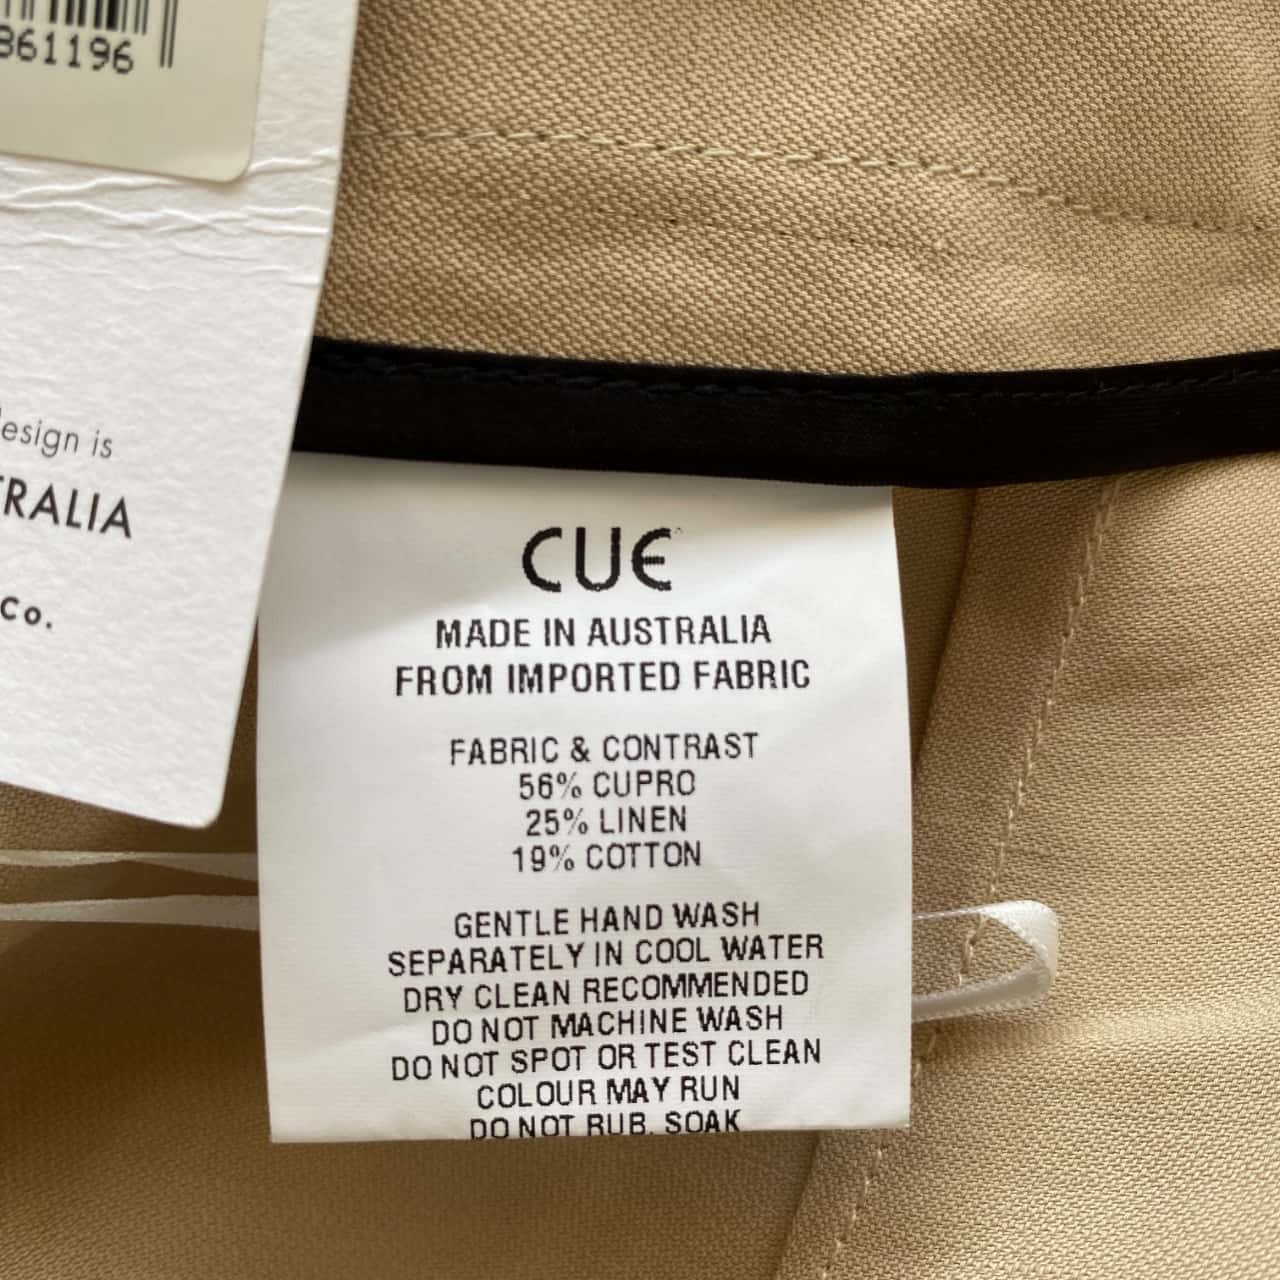 861196
esign is
TRALIA
Co.
CUE
MADE IN AUSTRALIA
FROM IMPORTED FABRIC
FABRIC & CONTRAST
56% CUPRO
25% LINEN
19% COTTON
GENTLE HAND WASH
SEPARATELY IN COOL WATER
DRY CLEAN RECOMMENDED
DO NOT MACHINE WASH
DO NOT SPOT OR TEST CLEAN
COLOUR MAY RUN
DO NOT RUB, SOAK